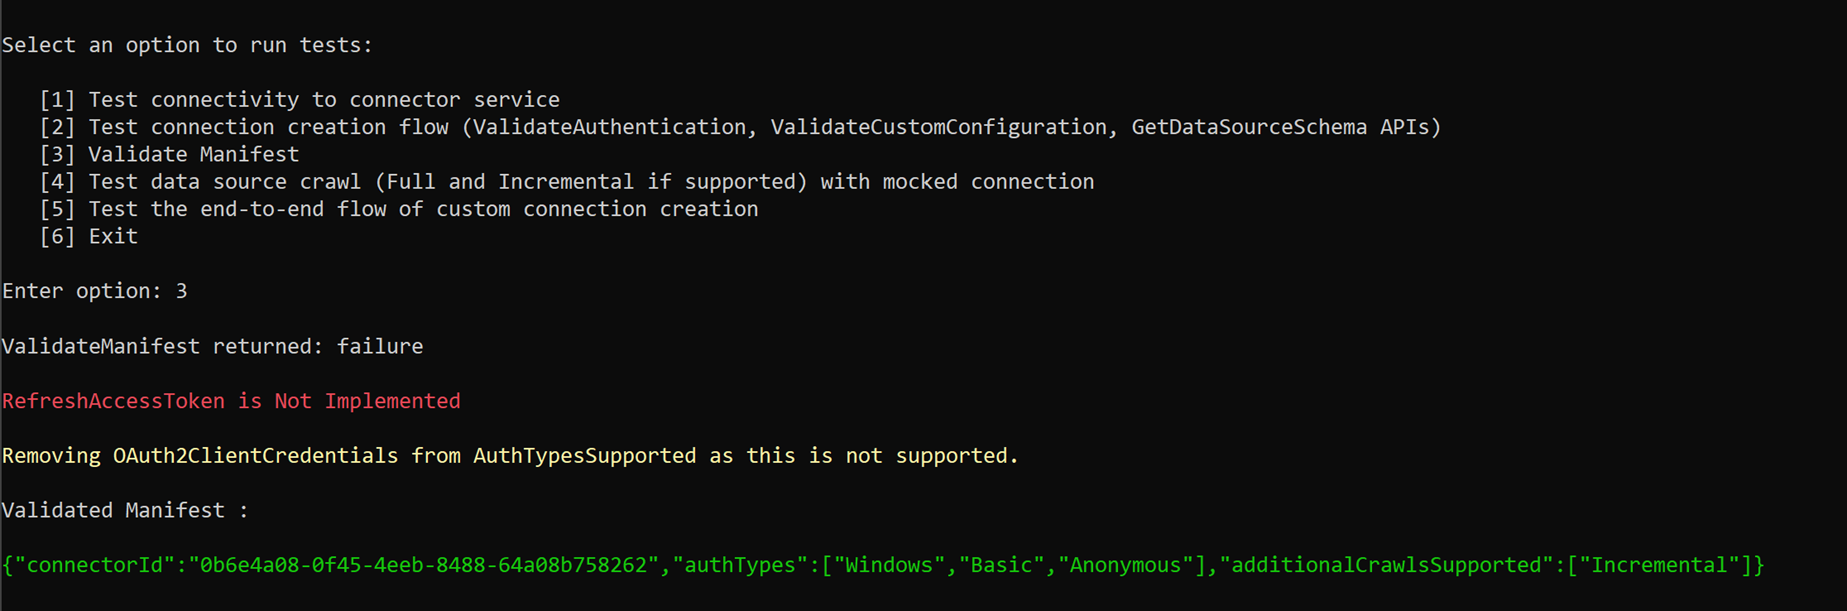 Select an option to run tests:
[1] Test connectivity to connector service
[2] Test connection creation flow (ValidateAuthentication, ValidateCustomConfiguration, GetDataSourceSchema APIs)
[3] Validate Manifest
[4] Test data source crawl (Full and Incremental if supported) with mocked connection
[5] Test the end-to-end flow of custom connection creation
[6] Exit
Enter option: 3
ValidateManifest returned: failure
RefreshAccessToken is Not Implemented
Removing OAuth2ClientCredentials from AuthTypesSupported as this is not supported.
Validated Manifest :
{"connectorId":"0b6e4a08-0f45-4eeb-8488-64a08b758262","authTypes":["Windows","Basic","Anonymous"],"additionalCrawlsSupported":["Incremental"]}